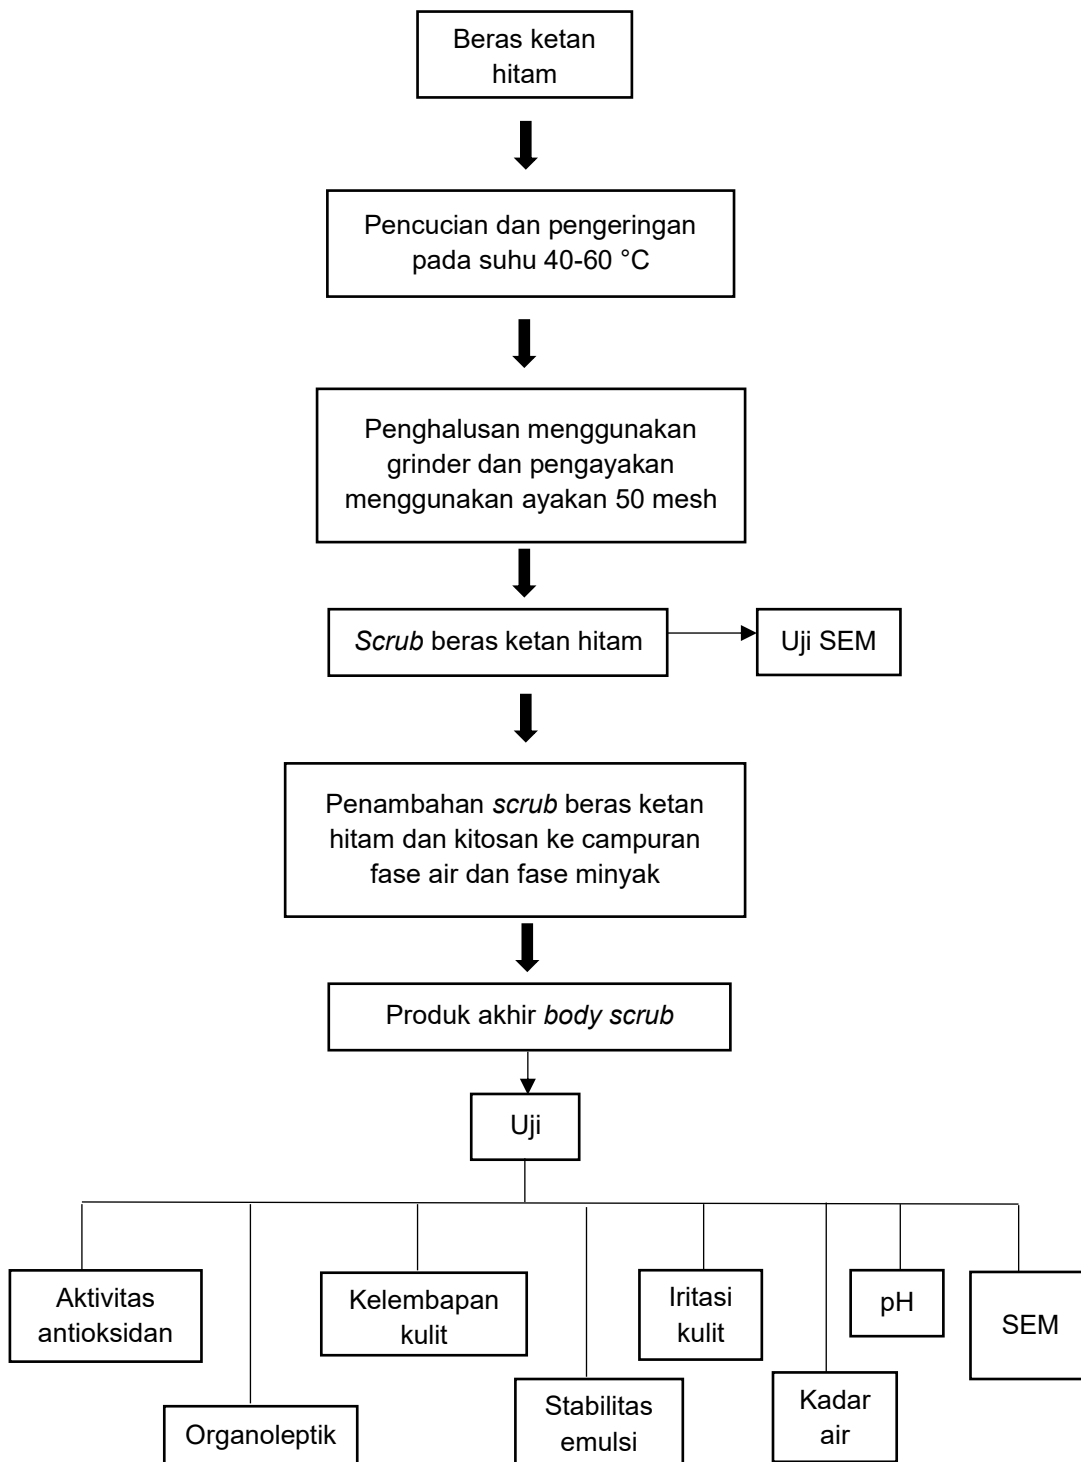 Beras ketan
hitam
Pencucian dan pengeringan
pada suhu 40-60 °C
Penghalusan menggunakan
grinder dan pengayakan
menggunakan ayakan 50 mesh
Scrub beras ketan hitam
Uji SEM
Penambahan scrub beras ketan
hitam dan kitosan ke campuran
fase air dan fase minyak
Produk akhir body scrub
Uji
Aktivitas
antioksidan
Organoleptik
Kelembapan
kulit
Stabilitas
emulsi
Iritasi
kulit
Kadar
air
pH
SEM